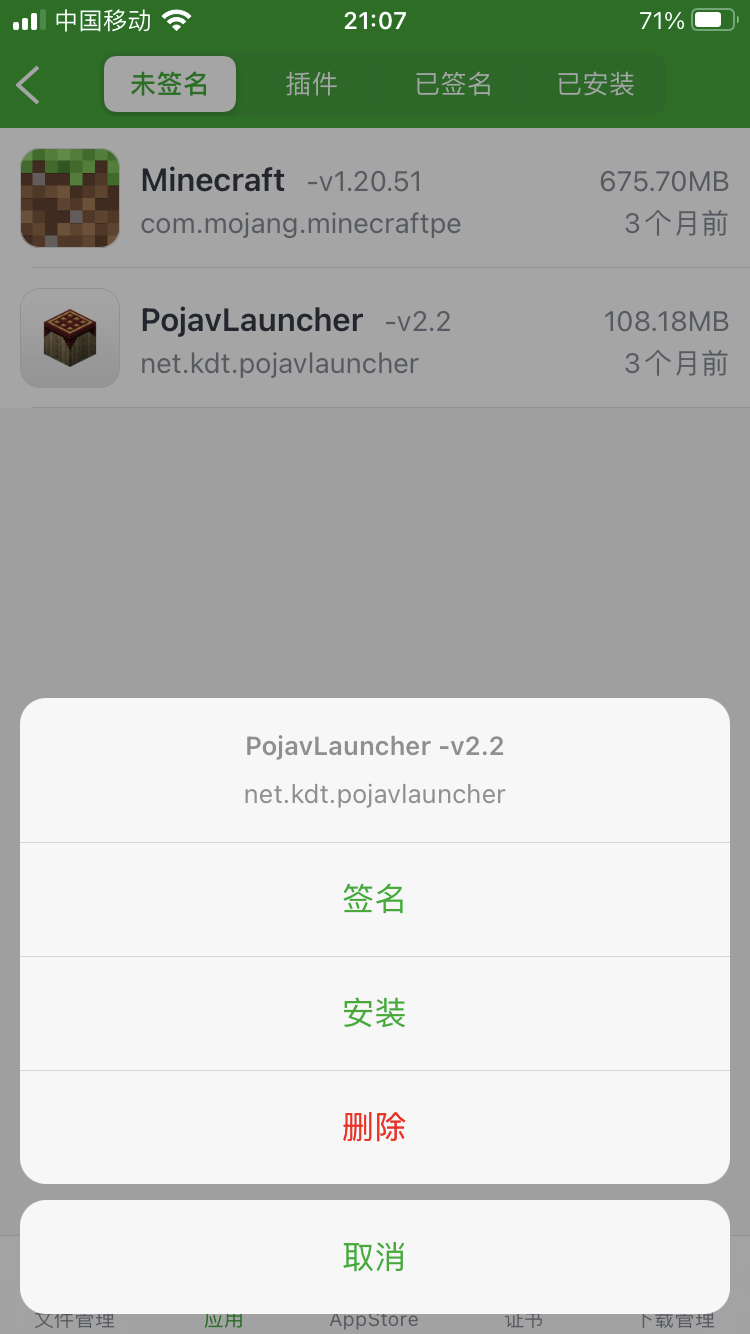 中国移动 21:07 71%
未签名 插件 已签名 已安装
Minecraft -v1.20.51 675.70MB
com.mojang.minecraftpe 3个月前
PojavLauncher -v2.2 108.18MB
net.kdt.pojavlauncher 3个月前
PojavLauncher -v2.2
net.kdt.pojavlauncher
签名
安装
删除
取消
文件管理 应用 AppStore 证书 下载管理